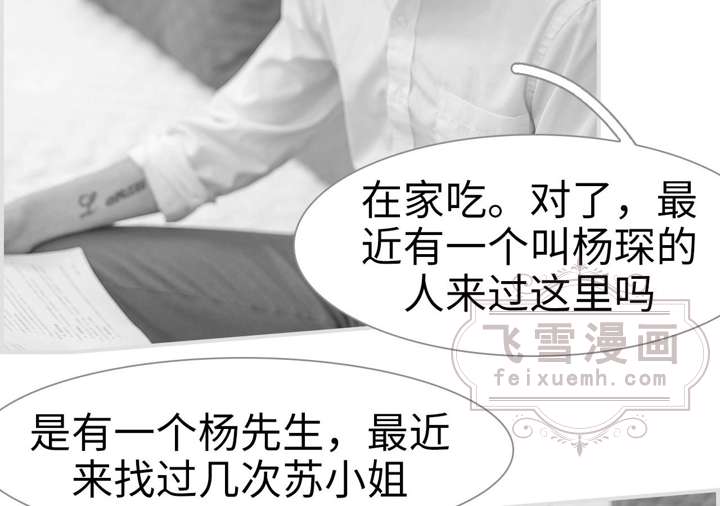 在家吃。对了，最
近有一个叫杨琛的
人来过这里吗
飞雪漫画
feixuemh.com
是有一个杨先生，最近
来找过几次苏小姐